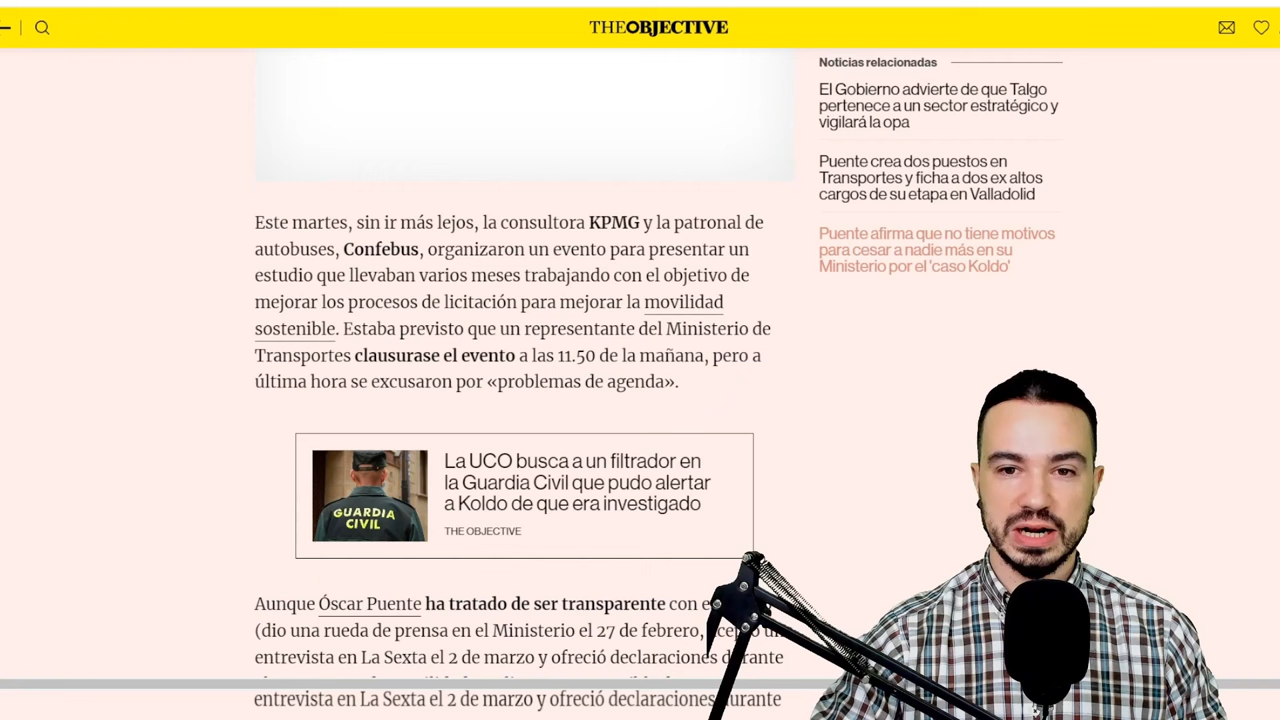 THE OBJECTIVE
Noticias relacionadas
El Gobierno advierte de que Talgo
pertenece a un sector estratégico y
vigilará la opa
Puente crea dos puestos en
Transportes y ficha a dos ex altos
cargos de su etapa en Valladolid
Puente afirma que no tiene motivos
para cesar a nadie más en su
Ministerio por el 'caso Koldo'
Este martes, sin ir más lejos, la consultora KPMG y la patronal de
autobuses, Confebus, organizaron un evento para presentar un
estudio que llevaban varios meses trabajando con el objetivo de
mejorar los procesos de licitación para mejorar la movilidad
sostenible. Estaba previsto que un representante del Ministerio de
Transportes clausurase el evento a las 11.50 de la mañana, pero a
última hora se excusaron por «problemas de agenda».
GUARDIA
CIVIL
La UCO busca a un filtrador en
la Guardia Civil que pudo alertar
a Koldo de que era investigado
THE OBJECTIVE
Aunque Óscar Puente ha tratado de ser transparente con
(dio una rueda de prensa en el Ministerio el 27 de febrero,
entrevista en La Sexta el 2 de marzo y ofreció declaraciones durante
entrevista en La Sexta el 2 de marzo y ofreció declaraciones durante